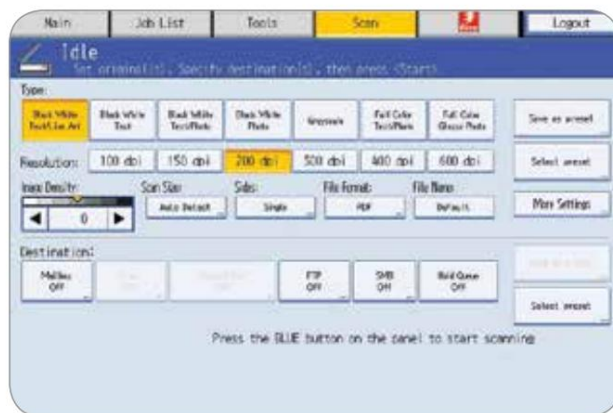 Main Job List Tools Scan Logout
Idle
Set original(s), Specify destination(s), then press <Start>
Type:
Black White Text/Line Art
Black White Text
Black White Text/Photo
Black White Photo
Grayscale
Full Color Text/Photo
Full Color Glossy Photo
Save as preset
Resolution: 100 dpi 150 dpi 200 dpi 300 dpi 400 dpi 600 dpi Select preset
Image Density: Scan Size: Sides: File Format: File Name:
0 Auto Detect Single PDF Default More Settings
Destination:
Mailbox OFF
FTP OFF
SMB OFF
Hold Queue OFF
Select preset
Press the BLUE button on the panel to start scanning